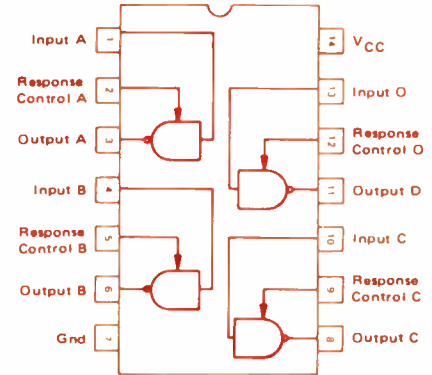 Input A
1
Response
Control A
2
Output A
3
Input B
4
Response
Control B
5
Output B
6
Gnd
7
14
VCC
13
Input O
12
Response
Control O
11
Output D
10
Input C
9
Response
Control C
8
Output C